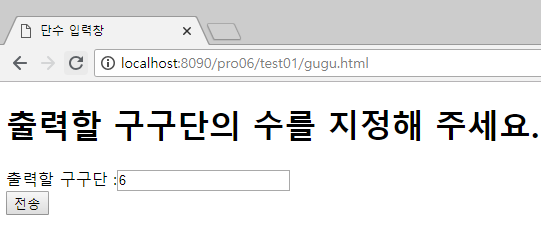 단수 입력창
localhost:8090/pro06/test01/gugu.html
출력할 구구단의 수를 지정해 주세요.
출력할 구구단 :6
전송